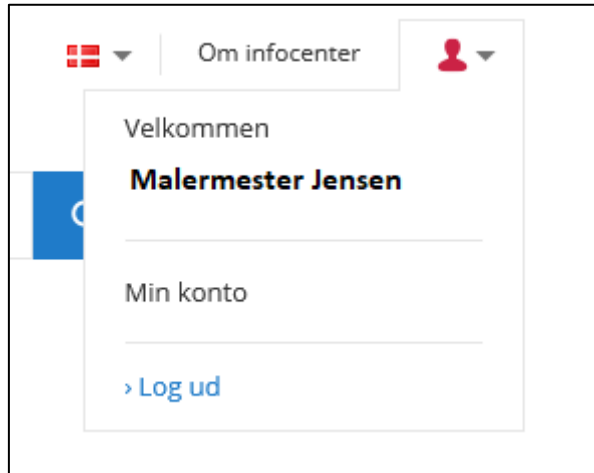 Om infocenter
Velkommen
Malermester Jensen
Min konto
› Log ud